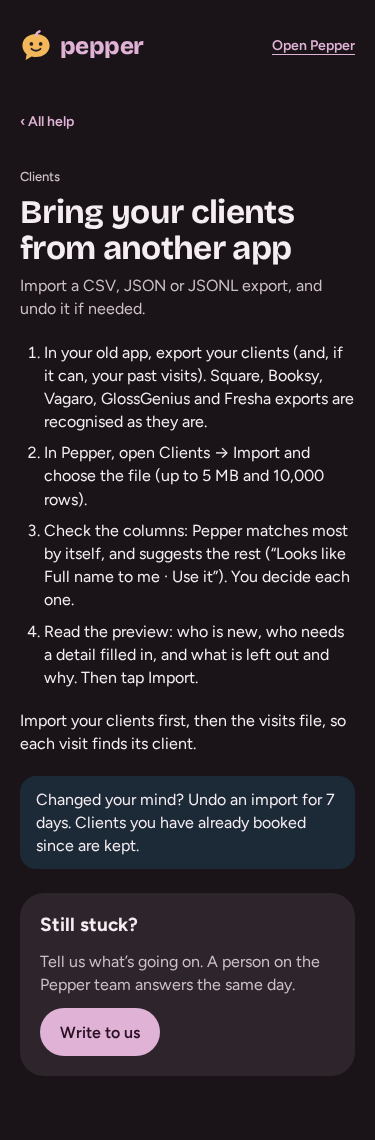 pepper
Open Pepper
‹ All help
Clients
Bring your clients
from another app
Import a CSV, JSON or JSONL export, and
undo it if needed.
1. In your old app, export your clients (and, if
it can, your past visits). Square, Booksy,
Vagaro, GlossGenius and Fresha exports are
recognised as they are.
2. In Pepper, open Clients → Import and
choose the file (up to 5 MB and 10,000
rows).
3. Check the columns: Pepper matches most
by itself, and suggests the rest (“Looks like
Full name to me · Use it”). You decide each
one.
4. Read the preview: who is new, who needs
a detail filled in, and what is left out and
why. Then tap Import.
Import your clients first, then the visits file, so
each visit finds its client.
Changed your mind? Undo an import for 7
days. Clients you have already booked
since are kept.
Still stuck?
Tell us what’s going on. A person on the
Pepper team answers the same day.
Write to us